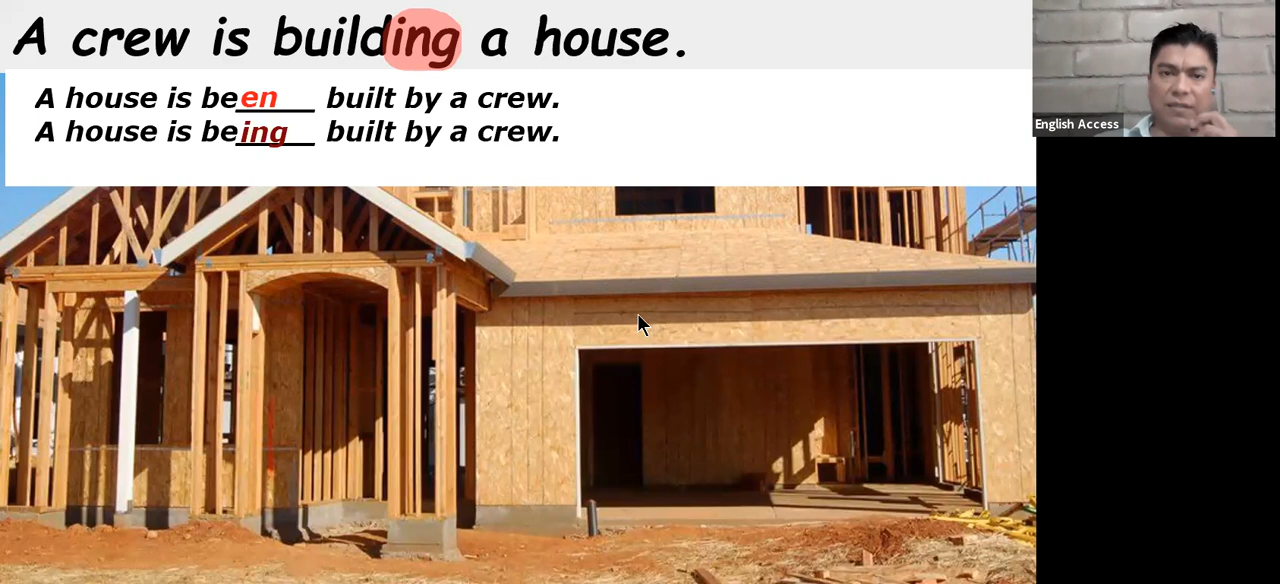 A crew is building a house.
A house is been built by a crew.
A house is being built by a crew.
English Access